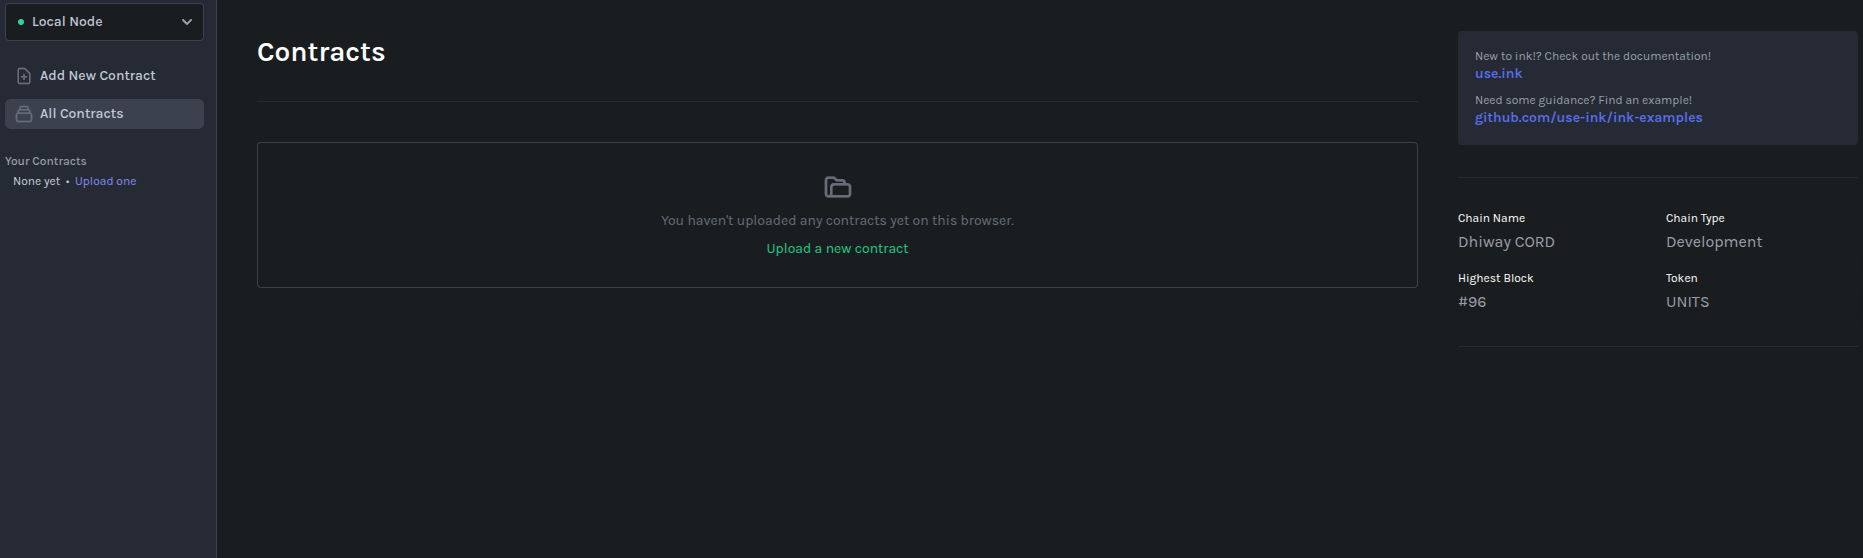 Local Node
Add New Contract
All Contracts
Your Contracts
None yet • Upload one
Contracts
You haven't uploaded any contracts yet on this browser.
Upload a new contract
New to ink!? Check out the documentation!
use.ink
Need some guidance? Find an example!
github.com/use-ink/ink-examples
Chain Name
Dhiway CORD
Chain Type
Development
Highest Block
#96
Token
UNITS